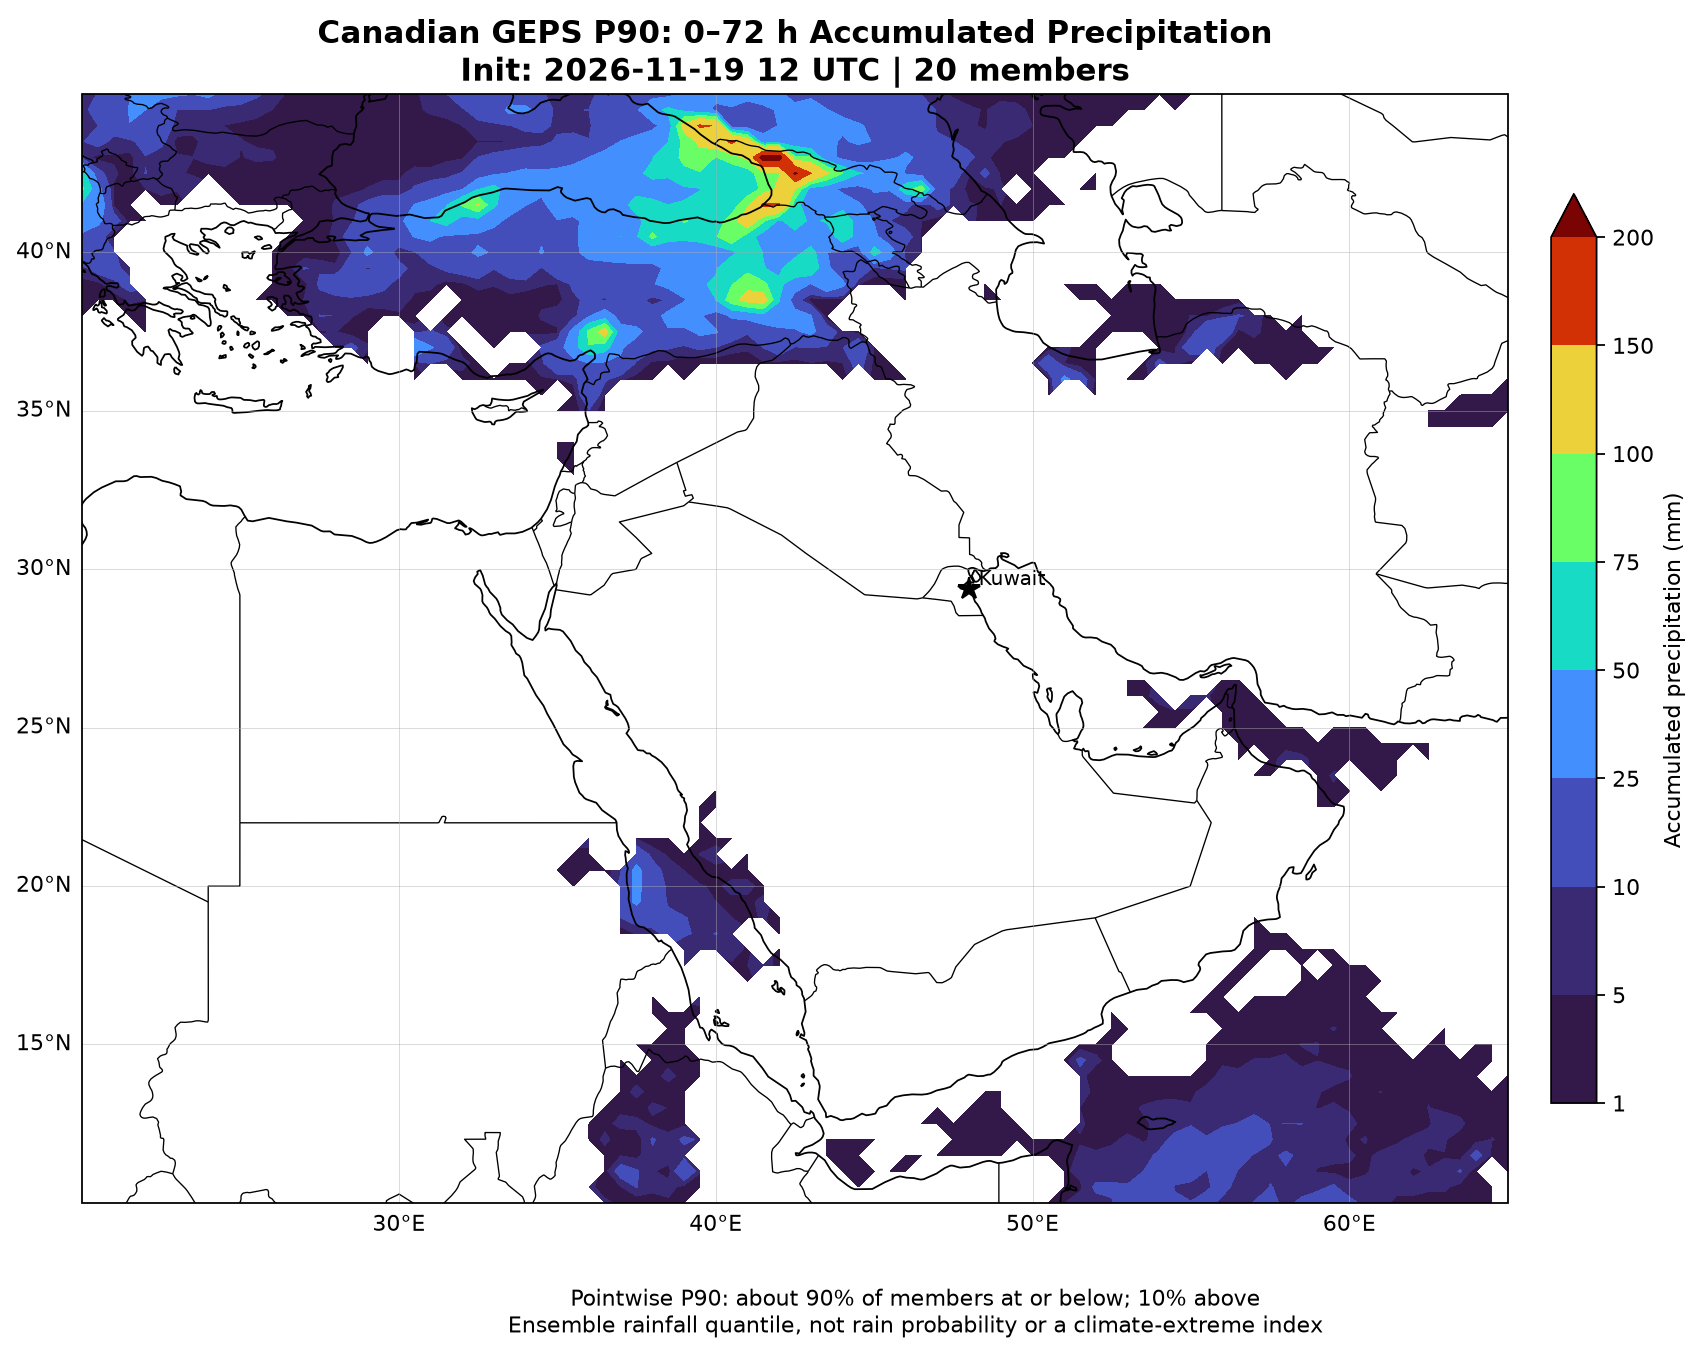 Canadian GEPS P90: 0–72 h Accumulated Precipitation
Init: 2026-11-19 12 UTC | 20 members
40°N
35°N
30°N
25°N
20°N
15°N
30°E
40°E
50°E
60°E
Kuwait
200
150
100
75
50
25
10
5
1
Accumulated precipitation (mm)
Pointwise P90: about 90% of members at or below; 10% above
Ensemble rainfall quantile, not rain probability or a climate-extreme index